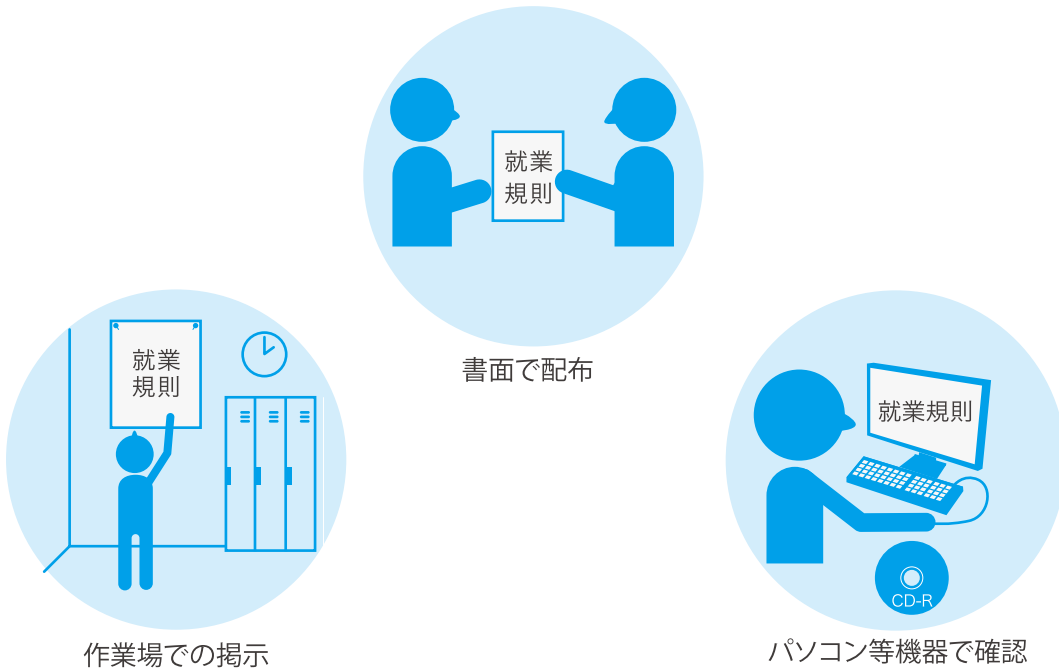 就業
規則
書面で配布
就業
規則
作業場での掲示
就業規則
CD-R
パソコン等機器で確認